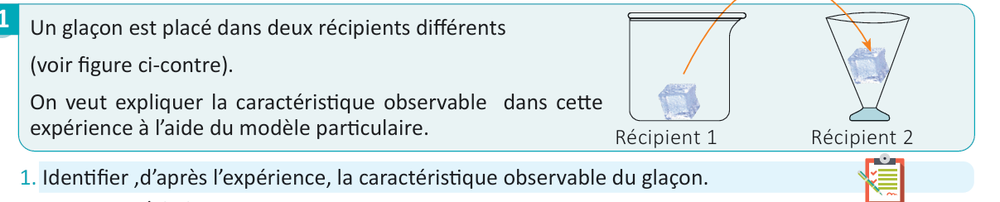 1
Un glaçon est placé dans deux récipients différents
(voir figure ci-contre).
On veut expliquer la caractéristique observable dans cette
expérience à l'aide du modèle particulaire.
Récipient 1
Récipient 2
1. Identifier ,d'après l'expérience, la caractéristique observable du glaçon.